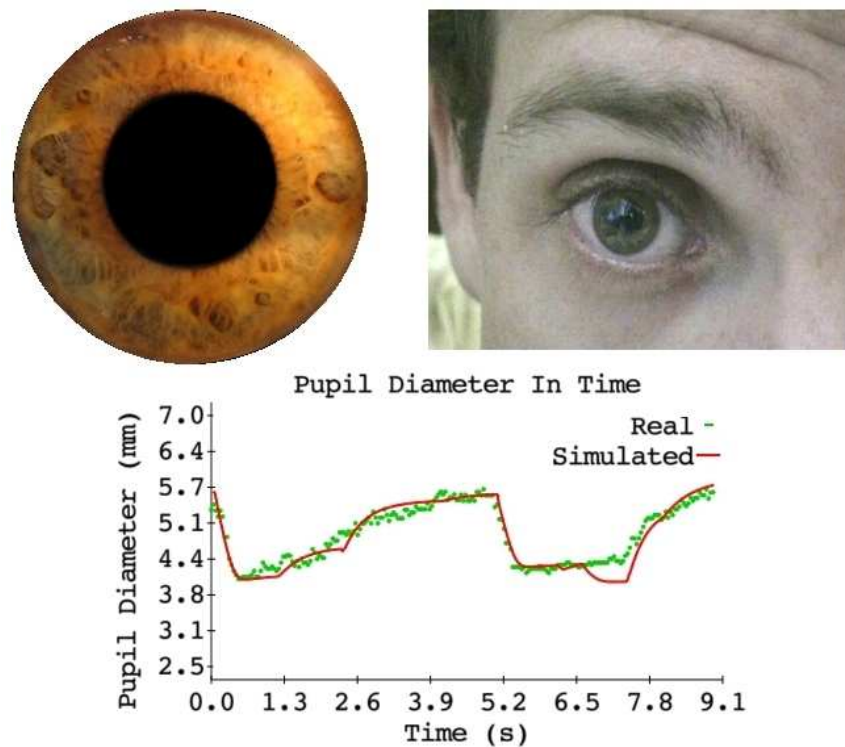 Pupil Diameter In Time
Pupil Diameter (mm)
7.0
6.4
5.7
5.1
4.4
3.8
3.1
2.5
Real
Simulated
0.0 1.3 2.6 3.9 5.2 6.5 7.8 9.1
Time (s)